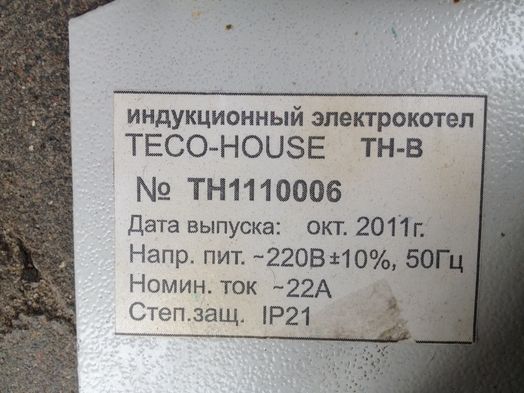 индукционный электрокотел
TECO-HOUSE TH-B
№ TH1110006
Дата выпуска: окт. 2011г.
Напр. пит. ~220В±10%, 50Гц
Номин. ток ~22А
Степ.защ. IP21